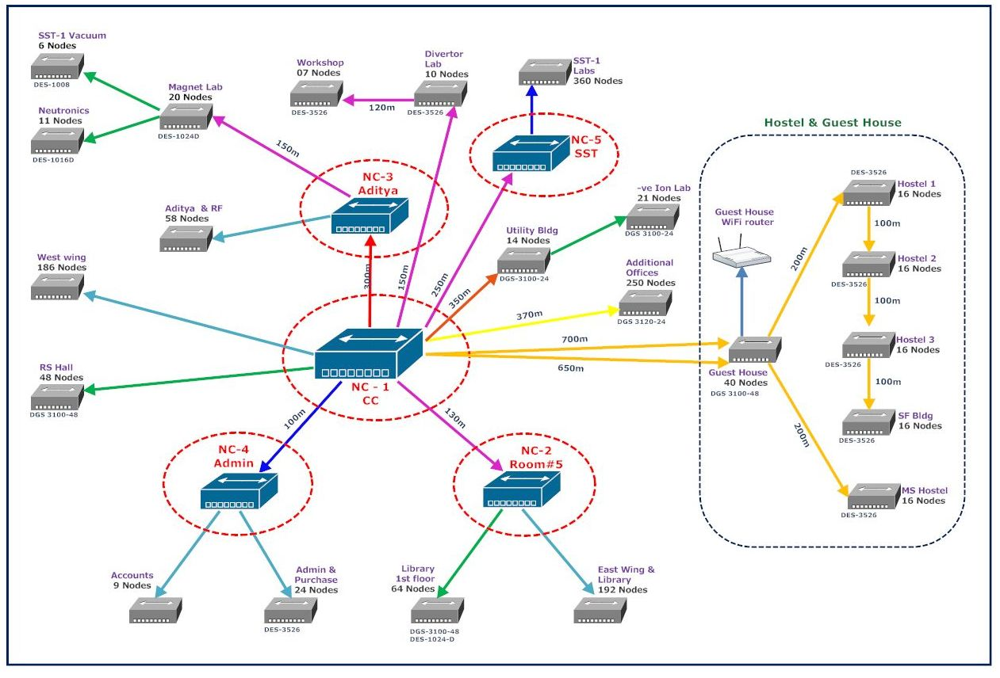 SST-1 Vacuum
6 Nodes
DES-1008
Neutronics
11 Nodes
DES-1016D
Magnet Lab
20 Nodes
DES-1024D
150m
Workshop
07 Nodes
DES-3526
120m
Divertor
Lab
10 Nodes
DES-3526
SST-1
Labs
360 Nodes
NC-5
SST
NC-3
Aditya
Aditya & RF
58 Nodes
West wing
186 Nodes
RS Hall
48 Nodes
DGS 3100-48
300m
150m
250m
350m
370m
700m
650m
Utility Bldg
14 Nodes
DGS-3100-24
-ve Ion Lab
21 Nodes
DGS 3100-24
Additional
Offices
250 Nodes
DGS 3120-24
NC - 1
CC
100m
130m
NC-4
Admin
Accounts
9 Nodes
Admin &
Purchase
24 Nodes
DES-3526
NC-2
Room#5
Library
1st floor
64 Nodes
DGS-3100-48
DES-1024-D
East Wing &
Library
192 Nodes
Hostel & Guest House
Guest House
WiFi router
Guest House
40 Nodes
DGS 3100-48
200m
200m
DES-3526
Hostel 1
16 Nodes
100m
Hostel 2
16 Nodes
DES-3526
100m
Hostel 3
16 Nodes
DES-3526
100m
SF Bldg
16 Nodes
DES-3526
MS Hostel
16 Nodes
DES-3526